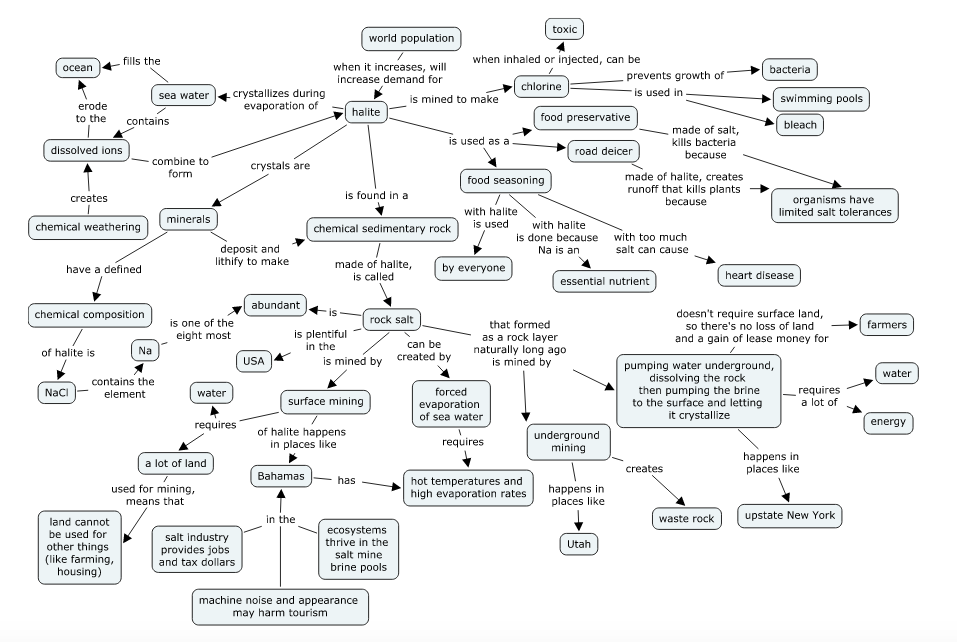 toxic
world population
when inhaled or injected, can be
ocean
fills the
when it increases, will
increase demand for
prevents growth of
bacteria
sea water
crystallizes during
evaporation of
is mined to make
chlorine
is used in
swimming pools
erode
to the
contains
halite
food preservative
bleach
dissolved ions
combine to
form
is used as a
road deicer
made of salt,
kills bacteria
because
crystals are
food seasoning
made of halite, creates
runoff that kills plants
because
organisms have
limited salt tolerances
creates
is found in a
chemical weathering
minerals
chemical sedimentary rock
with halite
is used
with halite
is done because
Na is an
with too much
salt can cause
deposit and
lithify to make
have a defined
made of halite,
is called
by everyone
essential nutrient
heart disease
chemical composition
abundant
is
rock salt
is one of the
eight most
is plentiful
in the
can be
created by
that formed
as a rock layer
naturally long ago
is mined by
doesn't require surface land,
so there's no loss of land
and a gain of lease money for
farmers
of halite is
Na
USA
is mined by
NaCl
contains the
element
water
surface mining
forced
evaporation
of sea water
pumping water underground,
dissolving the rock
then pumping the brine
to the surface and letting
it crystallize
requires
a lot of
water
energy
requires
of halite happens
in places like
requires
underground
mining
a lot of land
Bahamas
has
hot temperatures and
high evaporation rates
creates
happens in
places like
happens in
places like
used for mining,
means that
waste rock
upstate New York
land cannot
be used for
other things
(like farming,
housing)
salt industry
provides jobs
and tax dollars
in the
ecosystems
thrive in the
salt mine
brine pools
Utah
machine noise and appearance
may harm tourism